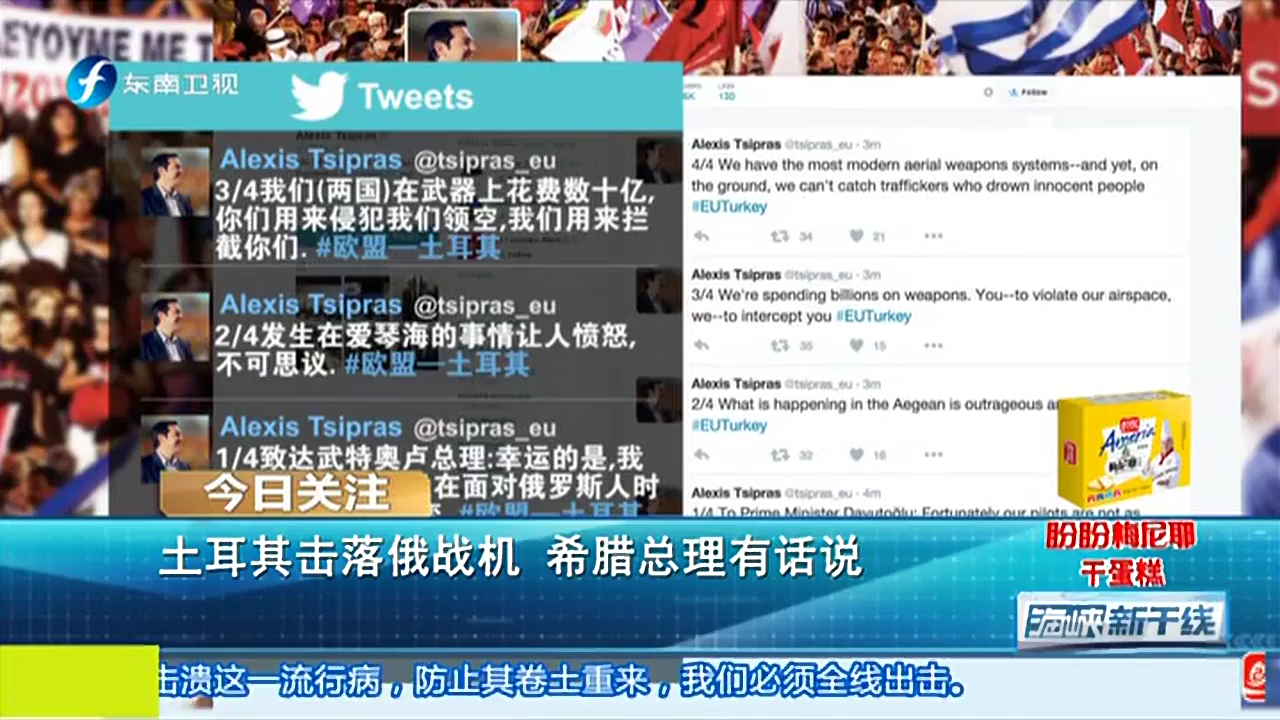 EYOYME ME T
东南卫视
Tweets
Alexis Tsipras @tsipras_eu
3/4我们(两国)在武器上花费数十亿,
你们用来侵犯我们领空,我们用来拦
截你们. #欧盟—土耳其
Alexis Tsipras @tsipras_eu
2/4发生在爱琴海的事情让人愤怒,
不可思议. #欧盟—土耳其
Alexis Tsipras @tsipras_eu
1/4致达武特奥卢总理:幸运的是,我
在面对俄罗斯人时
#欧盟—土耳其
130
Follow
Alexis Tsipras @tsipras_eu · 3m
4/4 We have the most modern aerial weapons systems--and yet, on
the ground, we can't catch traffickers who drown innocent people
#EUTurkey
34 21
Alexis Tsipras @tsipras_eu · 3m
3/4 We're spending billions on weapons. You--to violate our airspace,
we--to intercept you #EUTurkey
35 15
Alexis Tsipras @tsipras_eu · 3m
2/4 What is happening in the Aegean is outrageous
#EUTurkey
32 16
Alexis Tsipras @tsipras_eu · 4m
1/4 To Prime Minister Davutoğlu: Fortunately our pilots are not as
今日关注
土耳其击落俄战机 希腊总理有话说
盼盼梅尼耶
干蛋糕
海峡新干线
击溃这一流行病，防止其卷土重来，我们必须全线出击。